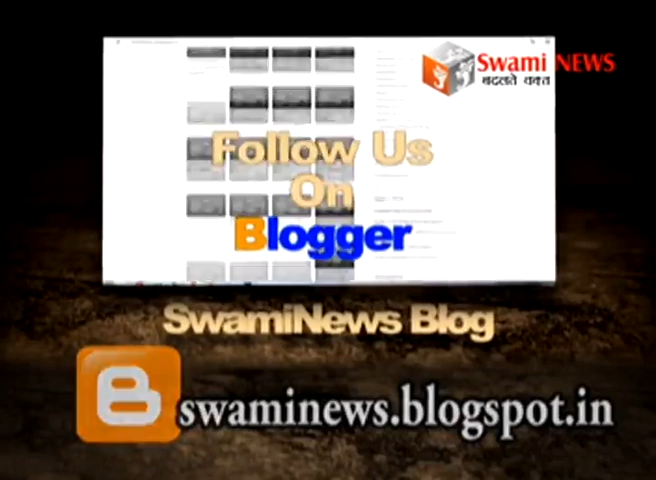 Swami NEWS
बदलते वक्त
Follow Us
On
Blogger
SwamiNews Blog
swaminews.blogspot.in